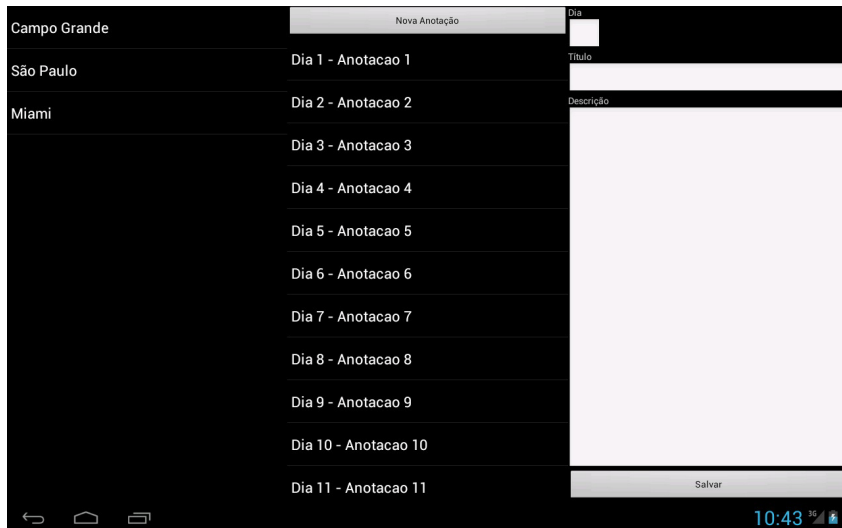 Campo Grande
São Paulo
Miami
Nova Anotação
Dia 1 - Anotacao 1
Dia 2 - Anotacao 2
Dia 3 - Anotacao 3
Dia 4 - Anotacao 4
Dia 5 - Anotacao 5
Dia 6 - Anotacao 6
Dia 7 - Anotacao 7
Dia 8 - Anotacao 8
Dia 9 - Anotacao 9
Dia 10 - Anotacao 10
Dia 11 - Anotacao 11
Dia
Título
Descrição
Salvar
10:43 3G